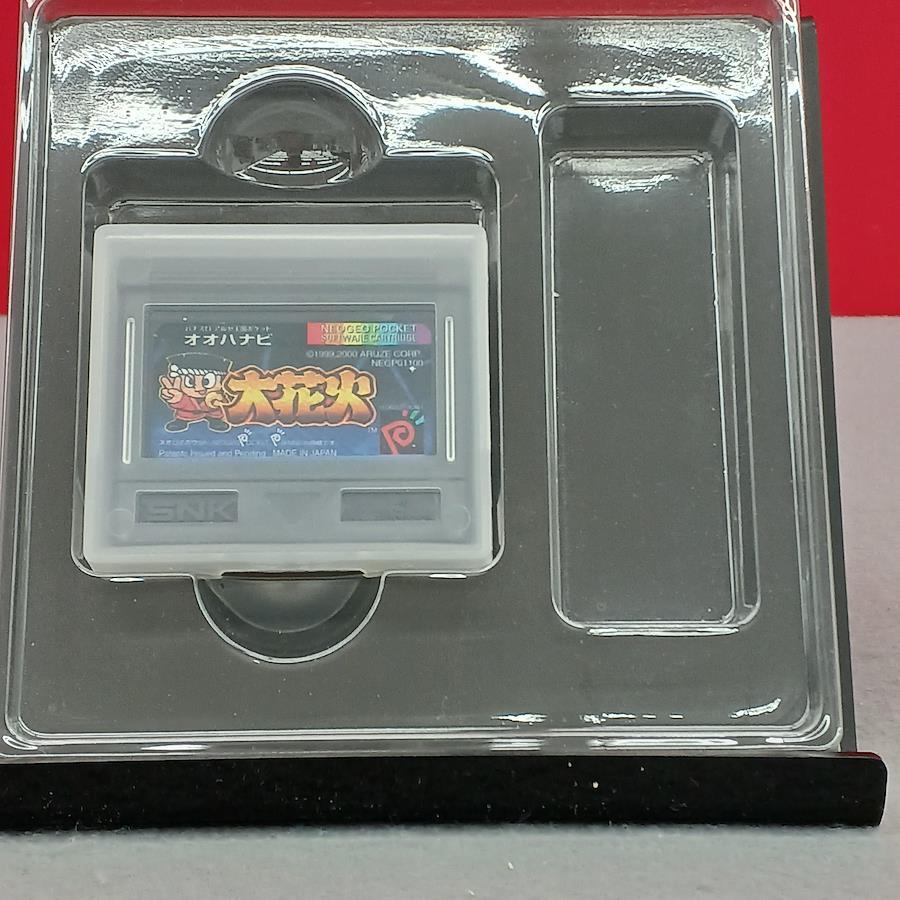 パチスロ アルゼ王国ポケット
オオハナビ
NEOGEO POCKET
SOFTWARE CARTRIDGE
©1999,2000 ARUZE CORP.
NEOP01100
大花火
TM
Patents Issued and Pending MADE IN JAPAN
SNK